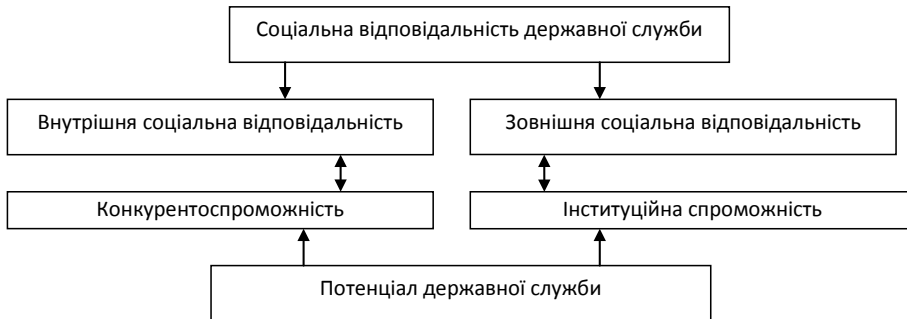 Соціальна відповідальність державної служби
Внутрішня соціальна відповідальність
Зовнішня соціальна відповідальність
Конкурентоспроможність
Інституційна спроможність
Потенціал державної служби